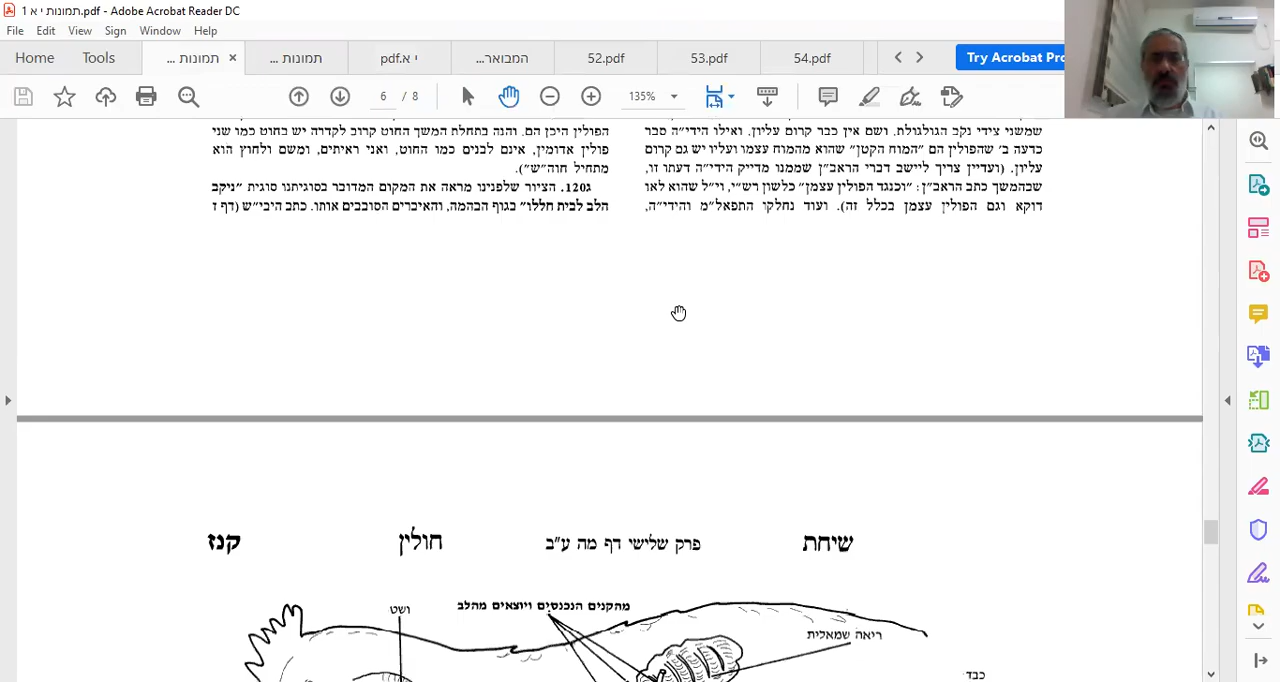 תמונות י א 1.pdf - Adobe Acrobat Reader DC
File Edit View Sign Window Help
Home Tools תמונות ... תמונות ... י א.pdf המבואר... 52.pdf 53.pdf 54.pdf Try Acrobat Pro
6 / 8 135%
שמשני צידי נקב הגולגולת. ושם אין כבר קרום עליון. ואילו הידי״ה סבר
כדעה ב׳ שהפולין הם ״המוח הקטן״ שהוא מהמוח עצמו ועליו יש גם קרום
עליון. (ועדיין צריך ליישב דברי הראב״ן שממנו מדייק הידי״ה דעתו זו,
שבהמשך כתב הראב״ן: ״וכנגד הפולין עצמן״ כלשון רש״י, וי״ל שהוא לאו
דוקא וגם הפולין עצמן בכלל זה). ועוד נחלקו התפאל״מ והידי״ה,
הפולין היכן הם. והנה בתחלת המשך החוט קרוב לקדרה יש בחוט כמו שני
פולין אדומין, אינם לבנים כמו החוט, ואני ראיתים, ומשם ולחוץ הוא
מתחיל חוה״ש״).
ג120. הציור שלפנינו מראה את המקום המדובר בסוגיתנו סוגית ״ניקב
הלב לבית חללו״ בגוף הבהמה, והאיברים הסובבים אותו. כתב היבי״ש (דף ז
שיחת פרק שלישי דף מה ע״ב חולין קנז
מהקנים הנכנסים ויוצאים מהלב
ושט
ריאה שמאלית
כבד